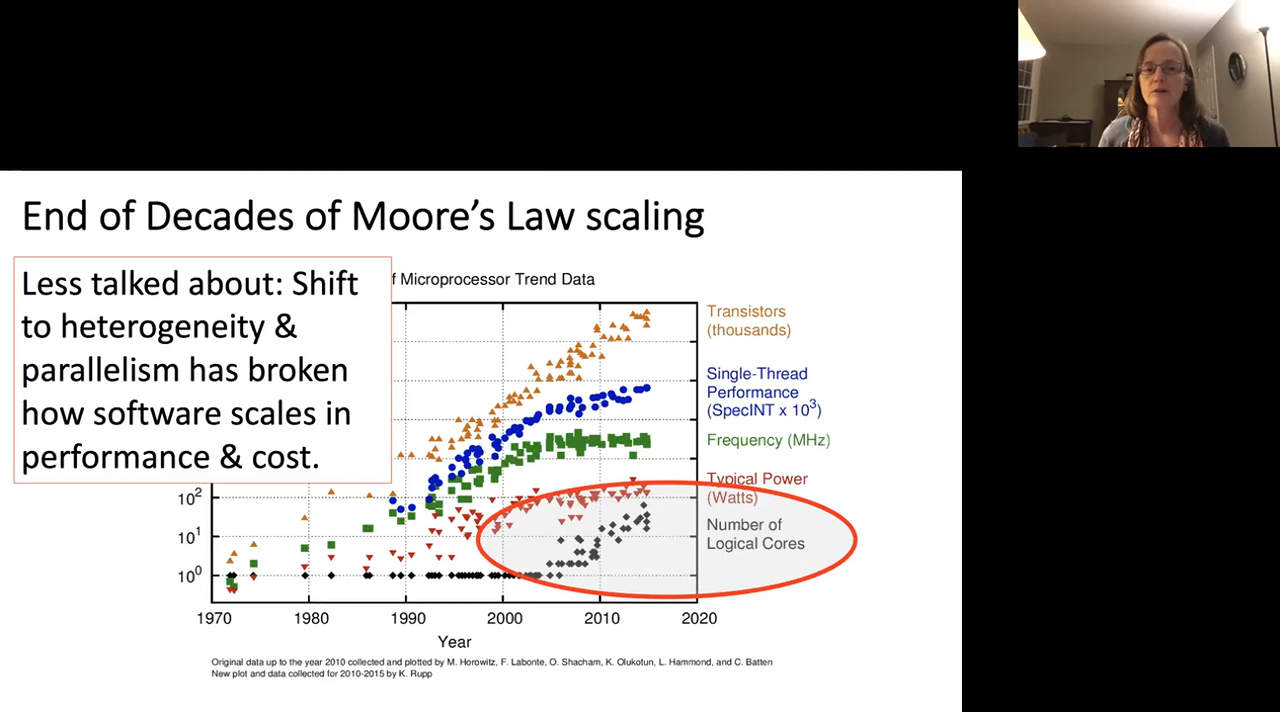 End of Decades of Moore's Law scaling
Less talked about: Shift
to heterogeneity &
parallelism has broken
how software scales in
performance & cost.
f Microprocessor Trend Data
Transistors
(thousands)
Single-Thread
Performance
(SpecINT x 10³)
Frequency (MHz)
Typical Power
(Watts)
Number of
Logical Cores
10²
10¹
10⁰
1970 1980 1990 2000 2010 2020
Year
Original data up to the year 2010 collected and plotted by M. Horowitz, F. Labonte, O. Shacham, K. Olukotun, L. Hammond, and C. Batten
New plot and data collected for 2010-2015 by K. Rupp